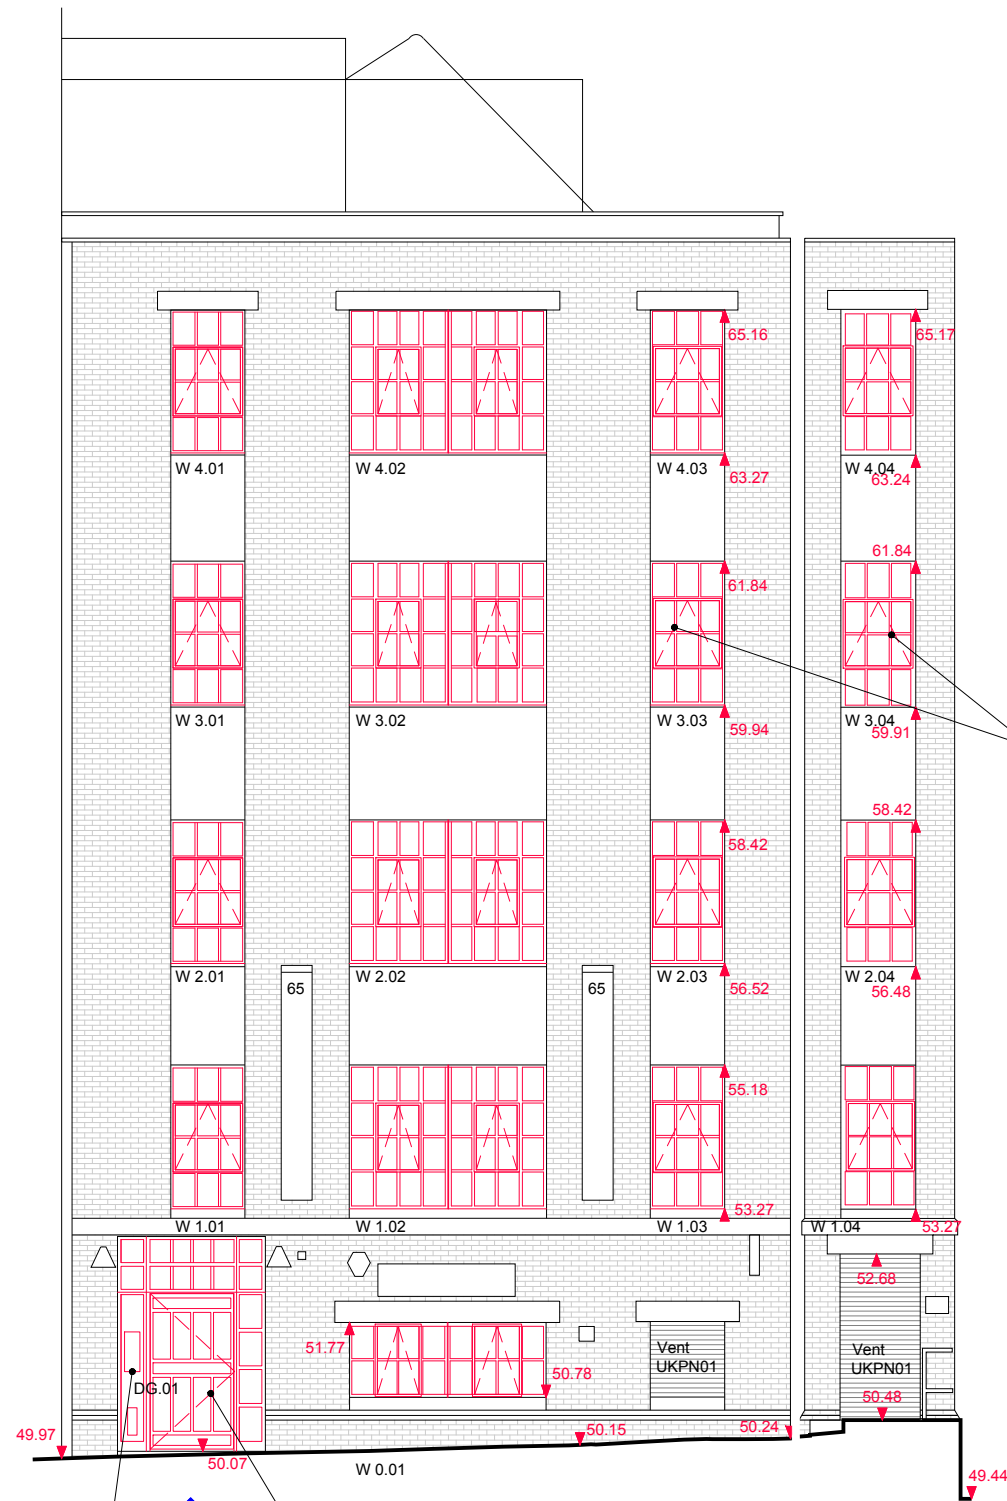 65.16
65.17
W 4.01
W 4.02
W 4.03
W 4.04
63.27
63.24
61.84
61.84
W 3.01
W 3.02
W 3.03
W 3.04
59.94
59.91
58.42
58.42
W 2.01
W 2.02
W 2.03
W 2.04
65
65
56.52
56.48
55.18
53.27
53.27
W 1.01
W 1.02
W 1.03
W 1.04
52.68
51.77
Vent
UKPN01
Vent
UKPN01
50.78
DG.01
50.48
49.97
50.15
50.24
50.07
W 0.01
49.44